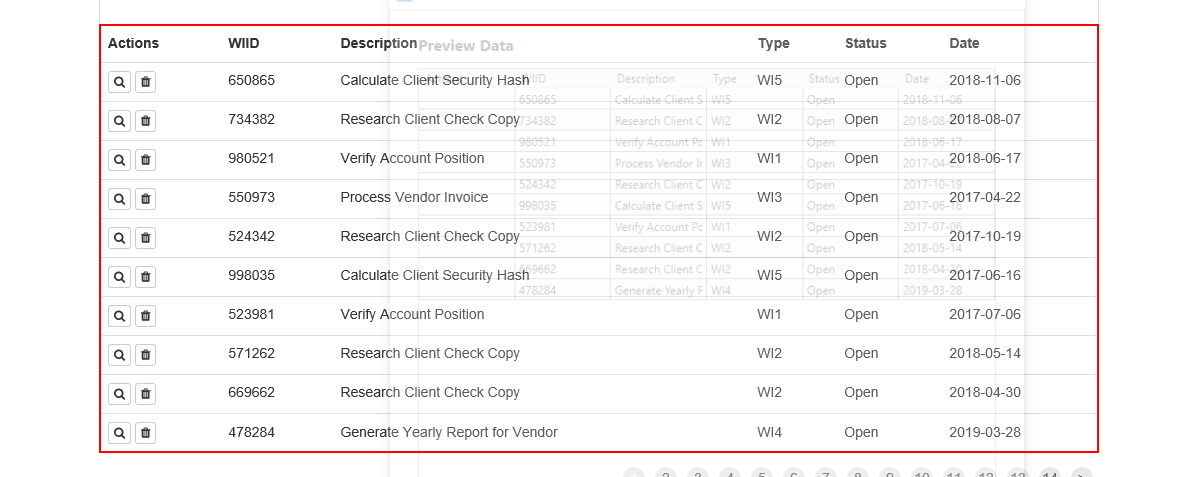 Actions WIID Description Type Status Date
Preview Data
650865 Calculate Client Security Hash WI5 Open 2018-11-06
734382 Research Client Check Copy WI2 Open 2018-08-07
980521 Verify Account Position WI1 Open 2018-06-17
550973 Process Vendor Invoice WI3 Open 2017-04-22
524342 Research Client Check Copy WI2 Open 2017-10-19
998035 Calculate Client Security Hash WI5 Open 2017-06-16
523981 Verify Account Position WI1 Open 2017-07-06
571262 Research Client Check Copy WI2 Open 2018-05-14
669662 Research Client Check Copy WI2 Open 2018-04-30
478284 Generate Yearly Report for Vendor WI4 Open 2019-03-28
WIID Description Type Status Date
650865 Calculate Client S WI5 Open 2018-11-06
734382 Research Client C WI2 Open 2018-08-
980521 Verify Account Po WI1 Open 2018-06-17
550973 Process Vendor In WI3 Open 2017-04-22
524342 Research Client C WI2 Open 2017-10-19
998035 Calculate Client S WI5 Open 2017-06-16
523981 Verify Account Po WI1 Open 2017-07-06
571262 Research Client C WI2 Open 2018-05-14
669662 Research Client C WI2 Open 2018-04-30
478284 Generate Yearly R WI4 Open 2019-03-28
1 2 3 4 5 6 7 8 9 10 11 12 13 14 >